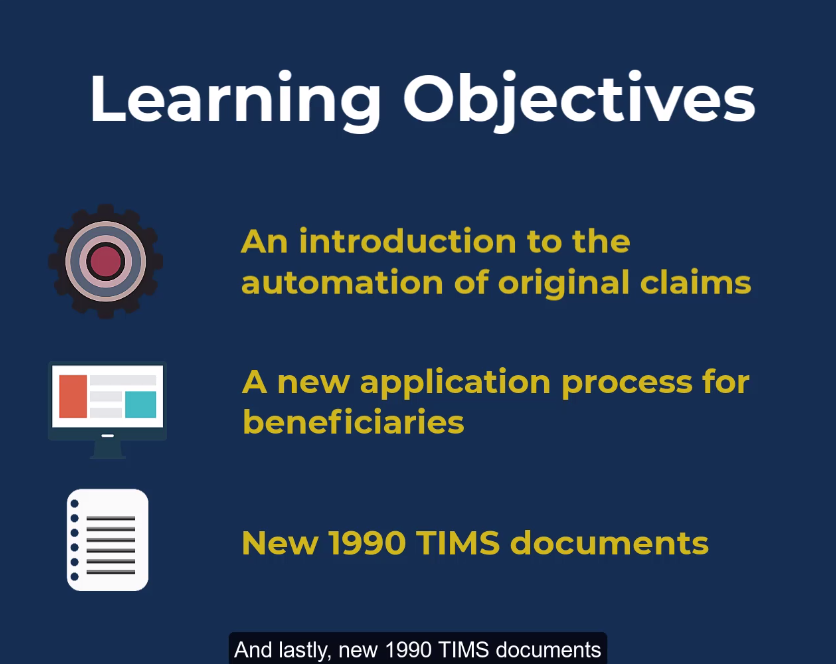 Learning Objectives
An introduction to the
automation of original claims
A new application process for
beneficiaries
New 1990 TIMS documents
And lastly, new 1990 TIMS documents